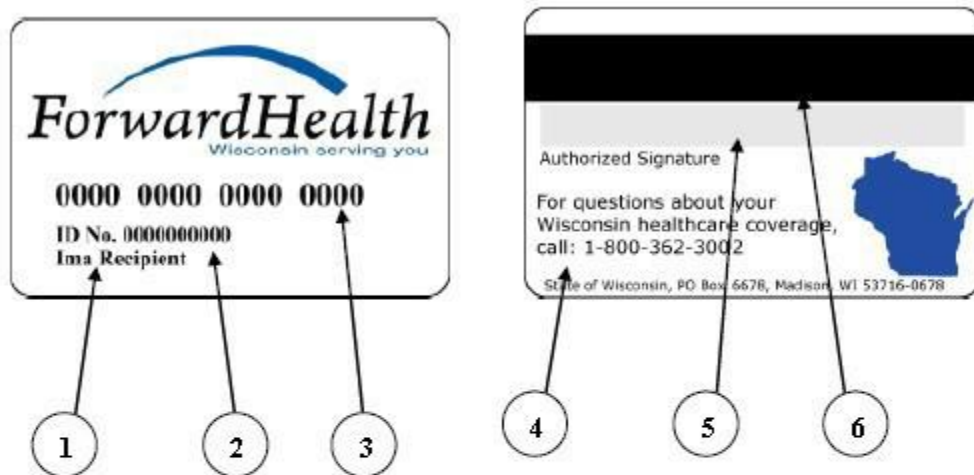 ForwardHealth
Wisconsin serving you
0000 0000 0000 0000
ID No. 0000000000
Ima Recipient
Authorized Signature
For questions about your
Wisconsin healthcare coverage,
call: 1-800-362-3002
State of Wisconsin, PO Box 6678, Madison, WI 53716-0678
1
2
3
4
5
6